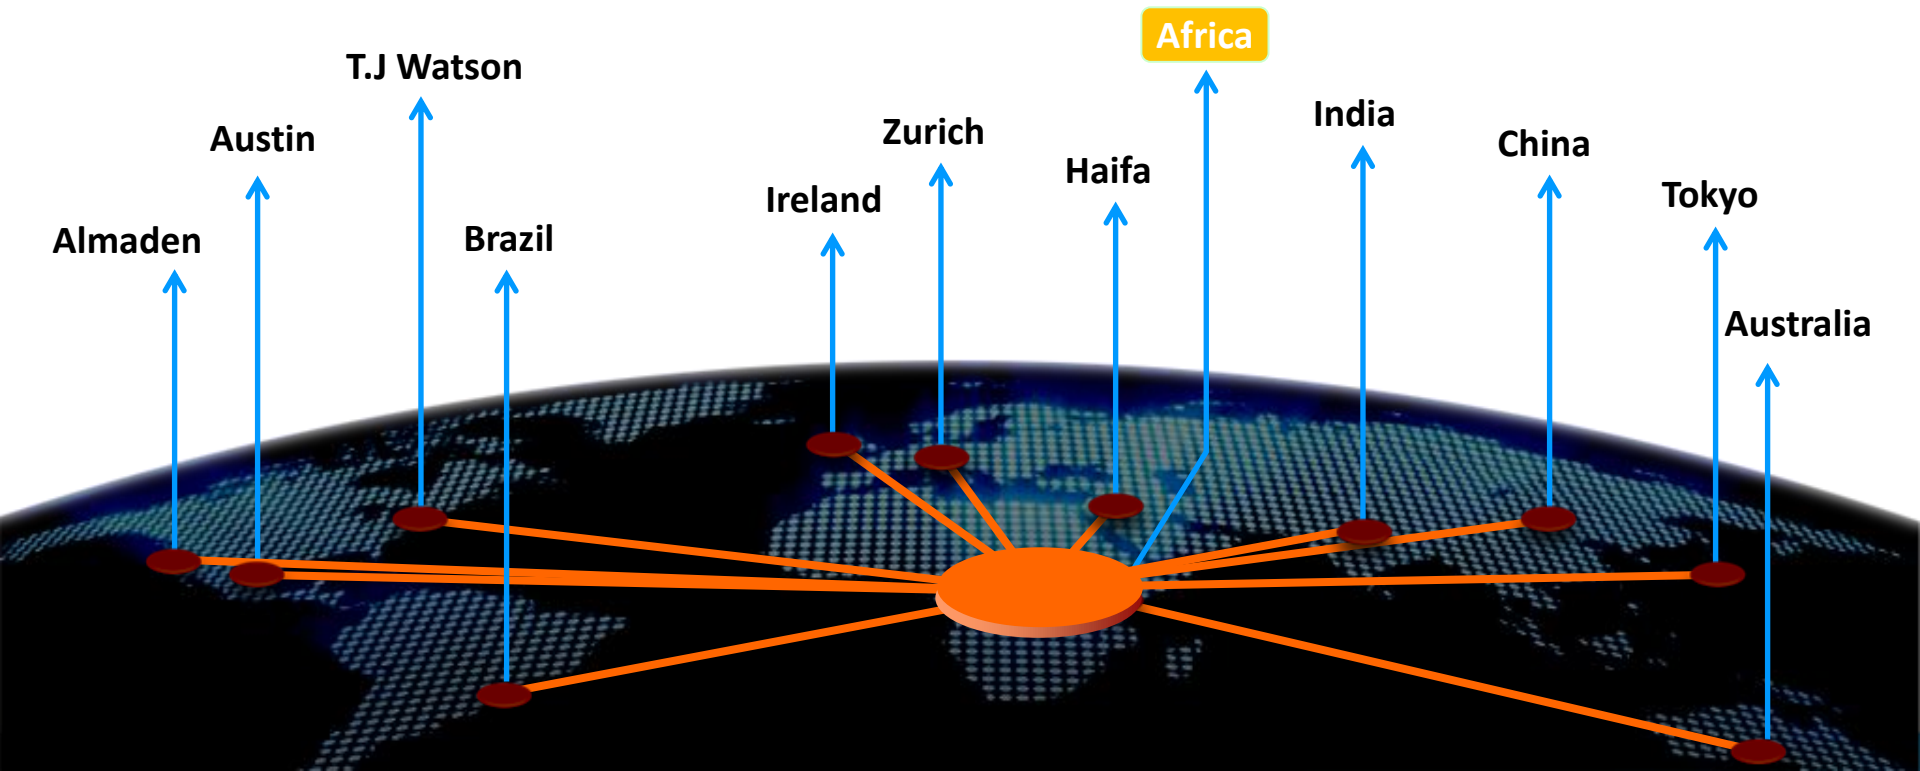 Africa
T.J Watson
India
Zurich
Austin
China
Haifa
Tokyo
Ireland
Brazil
Almaden
Australia